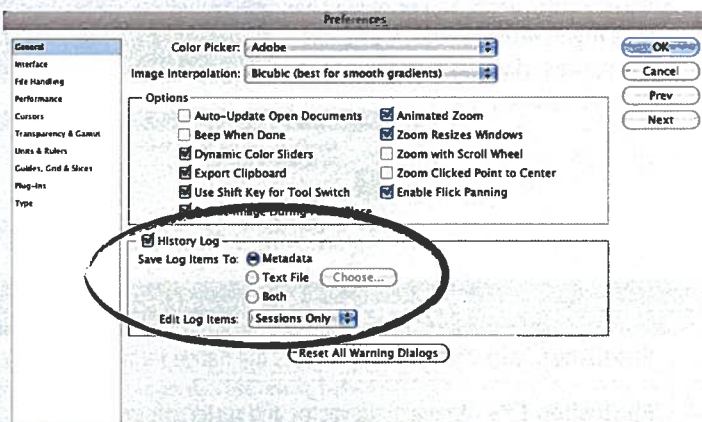 Preferences
General
Interface
File Handling
Performance
Cursors
Transparency & Gamut
Units & Rulers
Guides, Grid & Slices
Plug-Ins
Type
Color Picker: Adobe
Image Interpolation: Bicubic (best for smooth gradients)
Options
Auto-Update Open Documents
Beep When Done
Dynamic Color Sliders
Export Clipboard
Use Shift Key for Tool Switch
Image During
Animated Zoom
Zoom Resizes Windows
Zoom with Scroll Wheel
Zoom Clicked Point to Center
Enable Flick Panning
History Log
Save Log Items To: Metadata
Text File Choose...
Both
Edit Log Items: Sessions Only
Reset All Warning Dialogs
OK
Cancel
Prev
Next